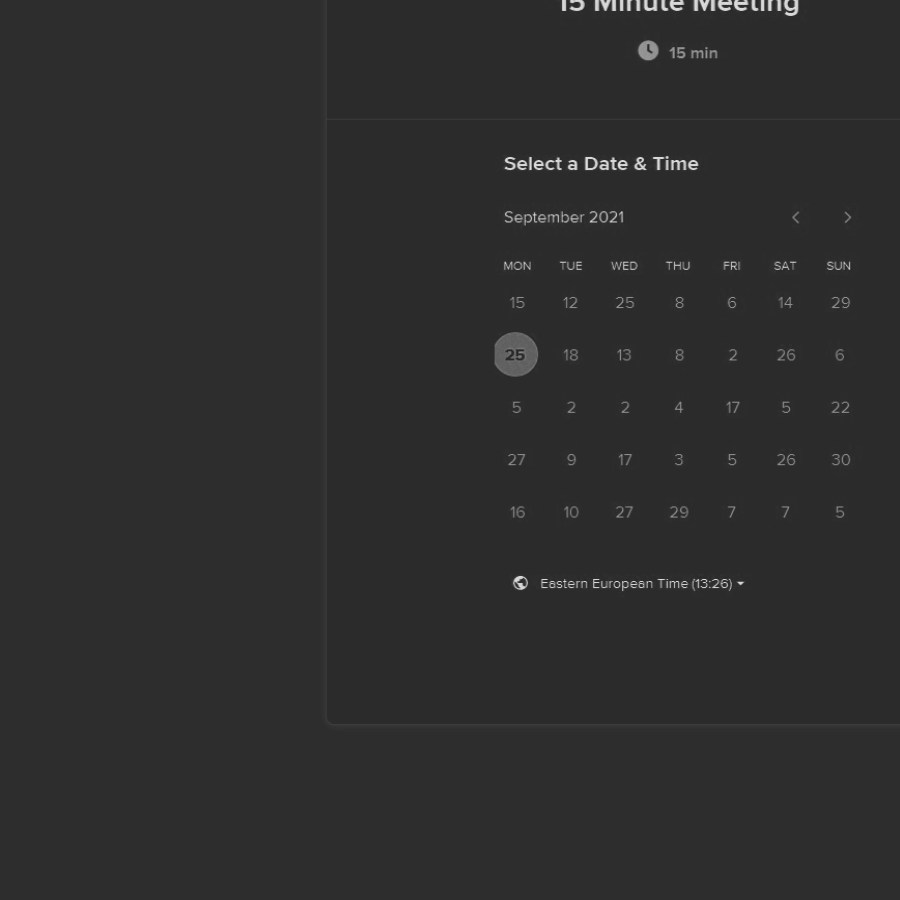 15 Minute Meeting
15 min
Select a Date & Time
September 2021
MON TUE WED THU FRI SAT SUN
15 12 25 8 6 14 29
25 18 13 8 2 26 6
5 2 2 4 17 5 22
27 9 17 3 5 26 30
16 10 27 29 7 7 5
Eastern European Time (13:26)